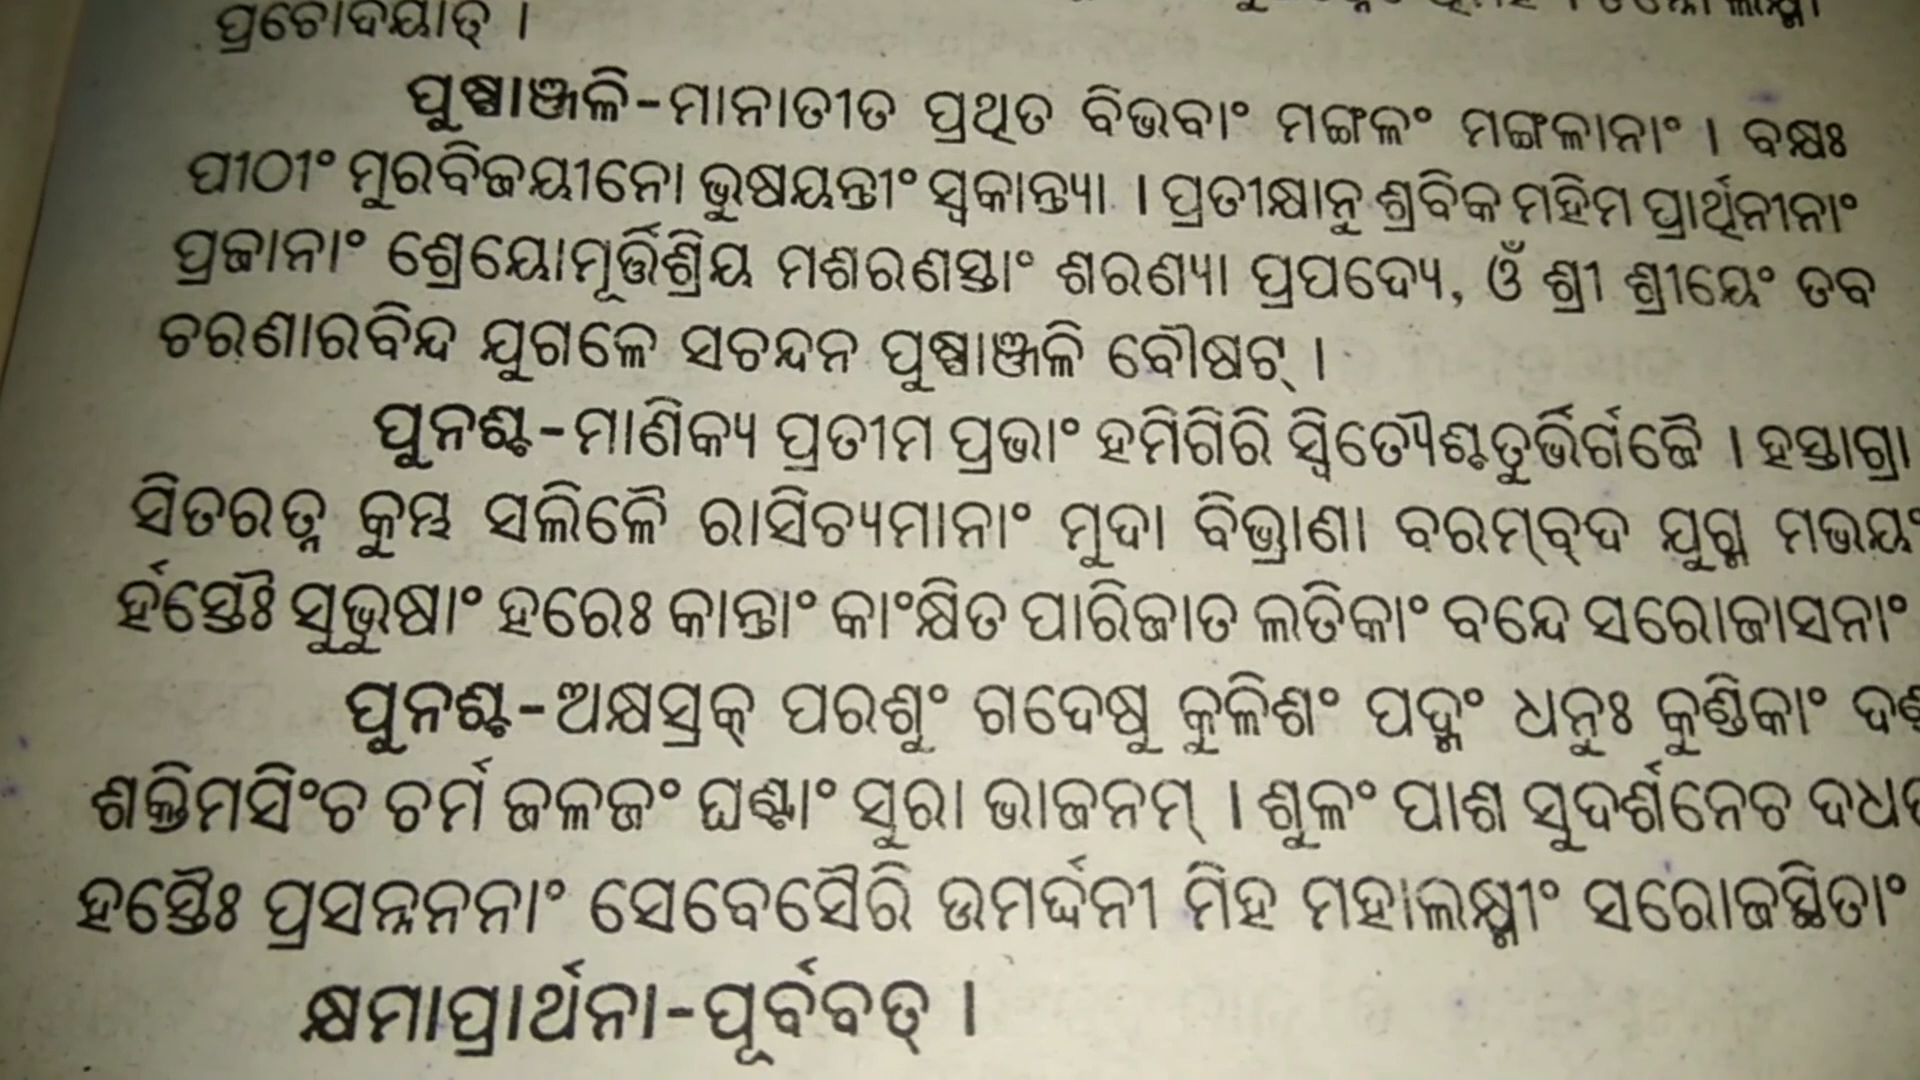 ପ୍ରଚୋଦୟାତ୍ ।
ପୁଷ୍ପାଞ୍ଜଳି-ମାନାତୀତ ପ୍ରଥିତ ବିଭବାଂ ମଙ୍ଗଳଂ ମଙ୍ଗଳାନାଂ । ବକ୍ଷଃ
ପୀଠୀଂ ମୁରବିଜୟୀନୋ ଭୁଷୟନ୍ତୀଂ ସ୍ୱକାନ୍ତ୍ୟା । ପ୍ରତୀକ୍ଷାନୁ ଶ୍ରବିକ ମହିମ ପ୍ରାର୍ଥିନୀନାଂ
ପ୍ରଜାନାଂ ଶ୍ରେୟୋମୂର୍ତ୍ତିଶ୍ରିୟ ମଶରଣସ୍ତାଂ ଶରଣ୍ୟା ପ୍ରପଦ୍ୟେ, ଓଁ ଶ୍ରୀ ଶ୍ରୀୟେଂ ତବ
ଚରଣାରବିନ୍ଦ ଯୁଗଳେ ସଚନ୍ଦନ ପୁଷ୍ପାଞ୍ଜଳି ବୌଷଟ୍ ।
ପୁନଶ୍ଚ-ମାଣିକ୍ୟ ପ୍ରତୀମ ପ୍ରଭାଂ ହମିଗିରି ସ୍ୱିତୌ୍ୟଶ୍ଚତୁର୍ଭିର୍ଗଜୈ । ହସ୍ତାଗ୍ରା
ସିତରତ୍ନ କୁମ୍ଭ ସଲିଳୈ ରାସିଚ୍ୟମାନାଂ ମୁଦା ବିଭ୍ରାଣା ବରମ୍‌ବ୍‌ଦ ଯୁଗ୍ମ ମଭୟଂ
ର୍ହସ୍ତୈଃ ସୁଭୁଷାଂ ହରେଃ କାନ୍ତାଂ କାଂକ୍ଷିତ ପାରିଜାତ ଲତିକାଂ ବନ୍ଦେ ସରୋଜାସନାଂ
ପୁନଶ୍ଚ-ଅକ୍ଷସ୍ରକ୍ ପରଶୁଂ ଗଦେଷୁ କୁଳିଶଂ ପଦ୍ମଂ ଧନୁଃ କୁଣ୍ଡିକାଂ
ଶକ୍ତିମସିଂଚ ଚର୍ମ ଜଳଜଂ ଘଣ୍ଟାଂ ସୁରା ଭାଜନମ୍ । ଶୁଳଂ ପାଶ ସୁଦର୍ଶନେଚ
ହସ୍ତୈଃ ପ୍ରସନ୍ନନନାଂ ସେବେସୈରି ଉମର୍ଦ୍ଦନୀ ମିହ ମହାଲକ୍ଷ୍ମୀଂ ସରୋଜସ୍ଥିତାଂ
କ୍ଷମାପ୍ରାର୍ଥନା-ପୂର୍ବବତ୍ ।